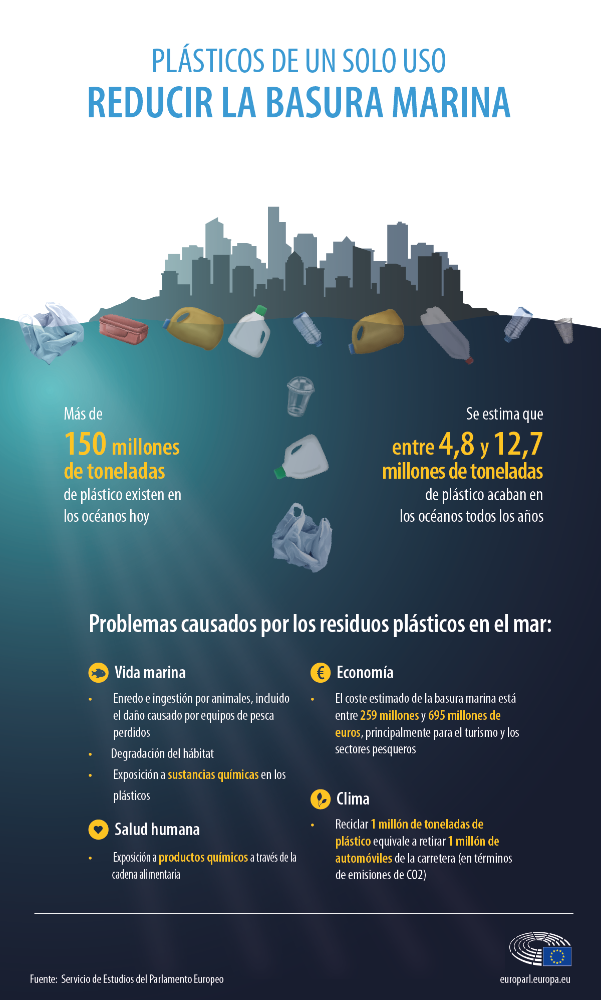 PLÁSTICOS DE UN SOLO USO
REDUCIR LA BASURA MARINA
Más de
150 millones
de toneladas
de plástico existen en
los océanos hoy
Se estima que
entre 4,8 y 12,7
millones de toneladas
de plástico acaban en
los océanos todos los años
Problemas causados por los residuos plásticos en el mar:
Vida marina
• Enredo e ingestión por animales, incluido
el daño causado por equipos de pesca
perdidos
• Degradación del hábitat
• Exposición a sustancias químicas en los
plásticos
Salud humana
• Exposición a productos químicos a través de la
cadena alimentaria
€ Economía
• El coste estimado de la basura marina está
entre 259 millones y 695 millones de
euros, principalmente para el turismo y los
sectores pesqueros
Clima
• Reciclar 1 millón de toneladas de
plástico equivale a retirar 1 millón de
automóviles de la carretera (en términos
de emisiones de CO2)
Fuente: Servicio de Estudios del Parlamento Europeo
europarl.europa.eu